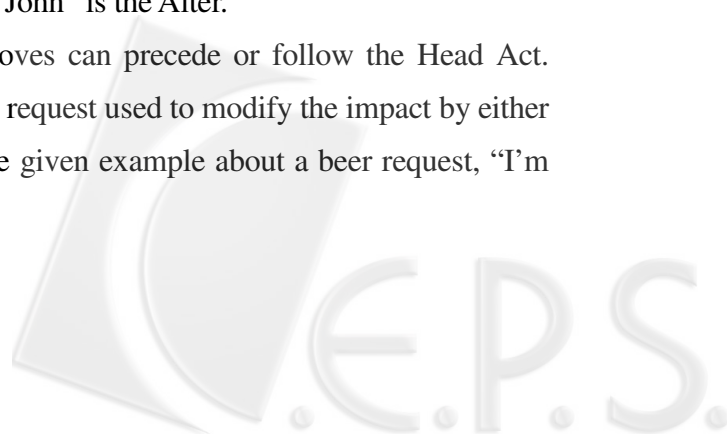 John" is the Alter.
oves can precede or follow the Head Act.
request used to modify the impact by either
e given example about a beer request, “I’m
C.E.P.S.